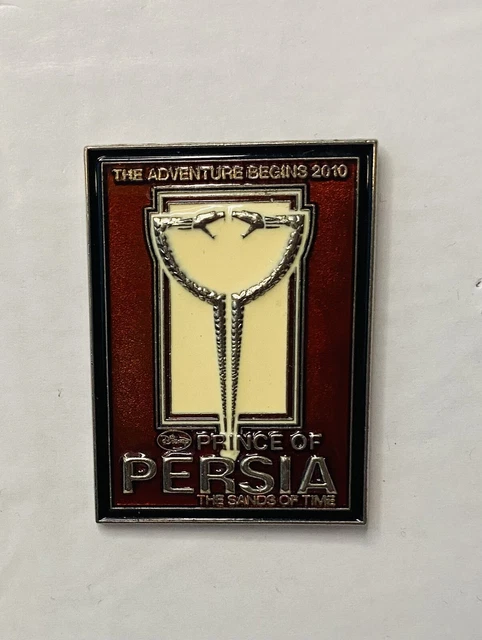 THE ADVENTURE BEGINS 2010
Disney PRINCE OF
PERSIA
THE SANDS OF TIME